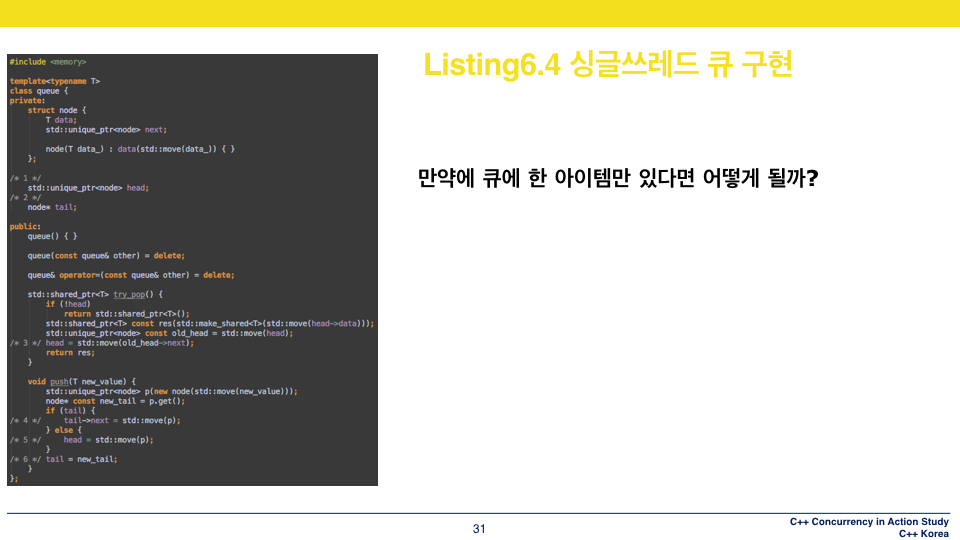 #include <memory>
template<typename T>
class queue {
private:
    struct node {
        T data;
        std::unique_ptr<node> next;
        node(T data_) : data(std::move(data_)) { }
    };
/* 1 */
    std::unique_ptr<node> head;
/* 2 */
    node* tail;
public:
    queue() { }
    queue(const queue& other) = delete;
    queue& operator=(const queue& other) = delete;
    std::shared_ptr<T> try_pop() {
        if (!head)
            return std::shared_ptr<T>();
        std::shared_ptr<T> const res(std::make_shared<T>(std::move(head->data)));
        std::unique_ptr<node> const old_head = std::move(head);
/* 3 */ head = std::move(old_head->next);
        return res;
    }
    void push(T new_value) {
        std::unique_ptr<node> p(new node(std::move(new_value)));
        node* const new_tail = p.get();
        if (tail) {
/* 4 */     tail->next = std::move(p);
        } else {
/* 5 */     head = std::move(p);
        }
/* 6 */ tail = new_tail;
    }
};
Listing6.4 싱글쓰레드 큐 구현
만약에 큐에 한 아이템만 있다면 어떻게 될까?
31
C++ Concurrency in Action Study
C++ Korea